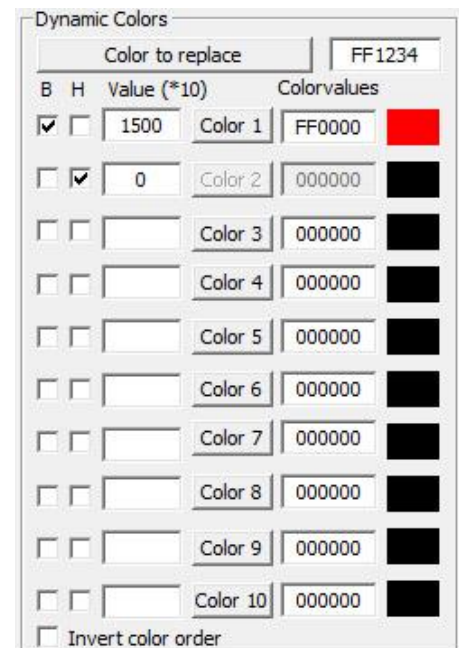 Dynamic Colors
Color to replace FF1234
B H Value (*10) Colorvalues
1500 Color 1 FF0000
0 Color 2 000000
Color 3 000000
Color 4 000000
Color 5 000000
Color 6 000000
Color 7 000000
Color 8 000000
Color 9 000000
Color 10 000000
Invert color order